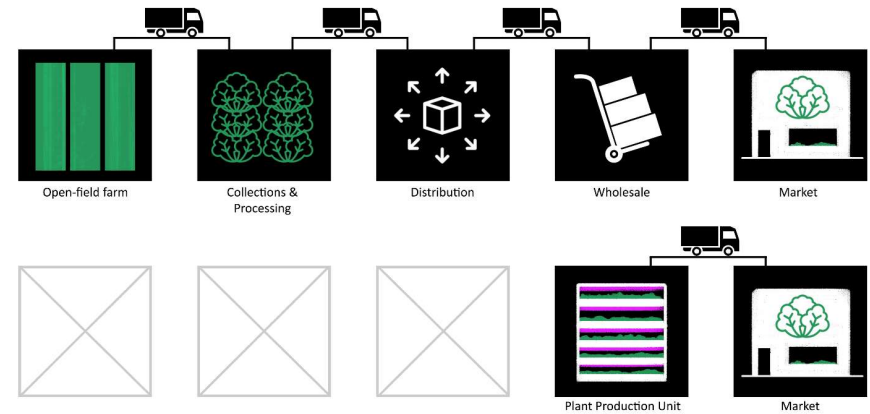 Open-field farm
Collections &
Processing
Distribution
Wholesale
Market
Plant Production Unit
Market